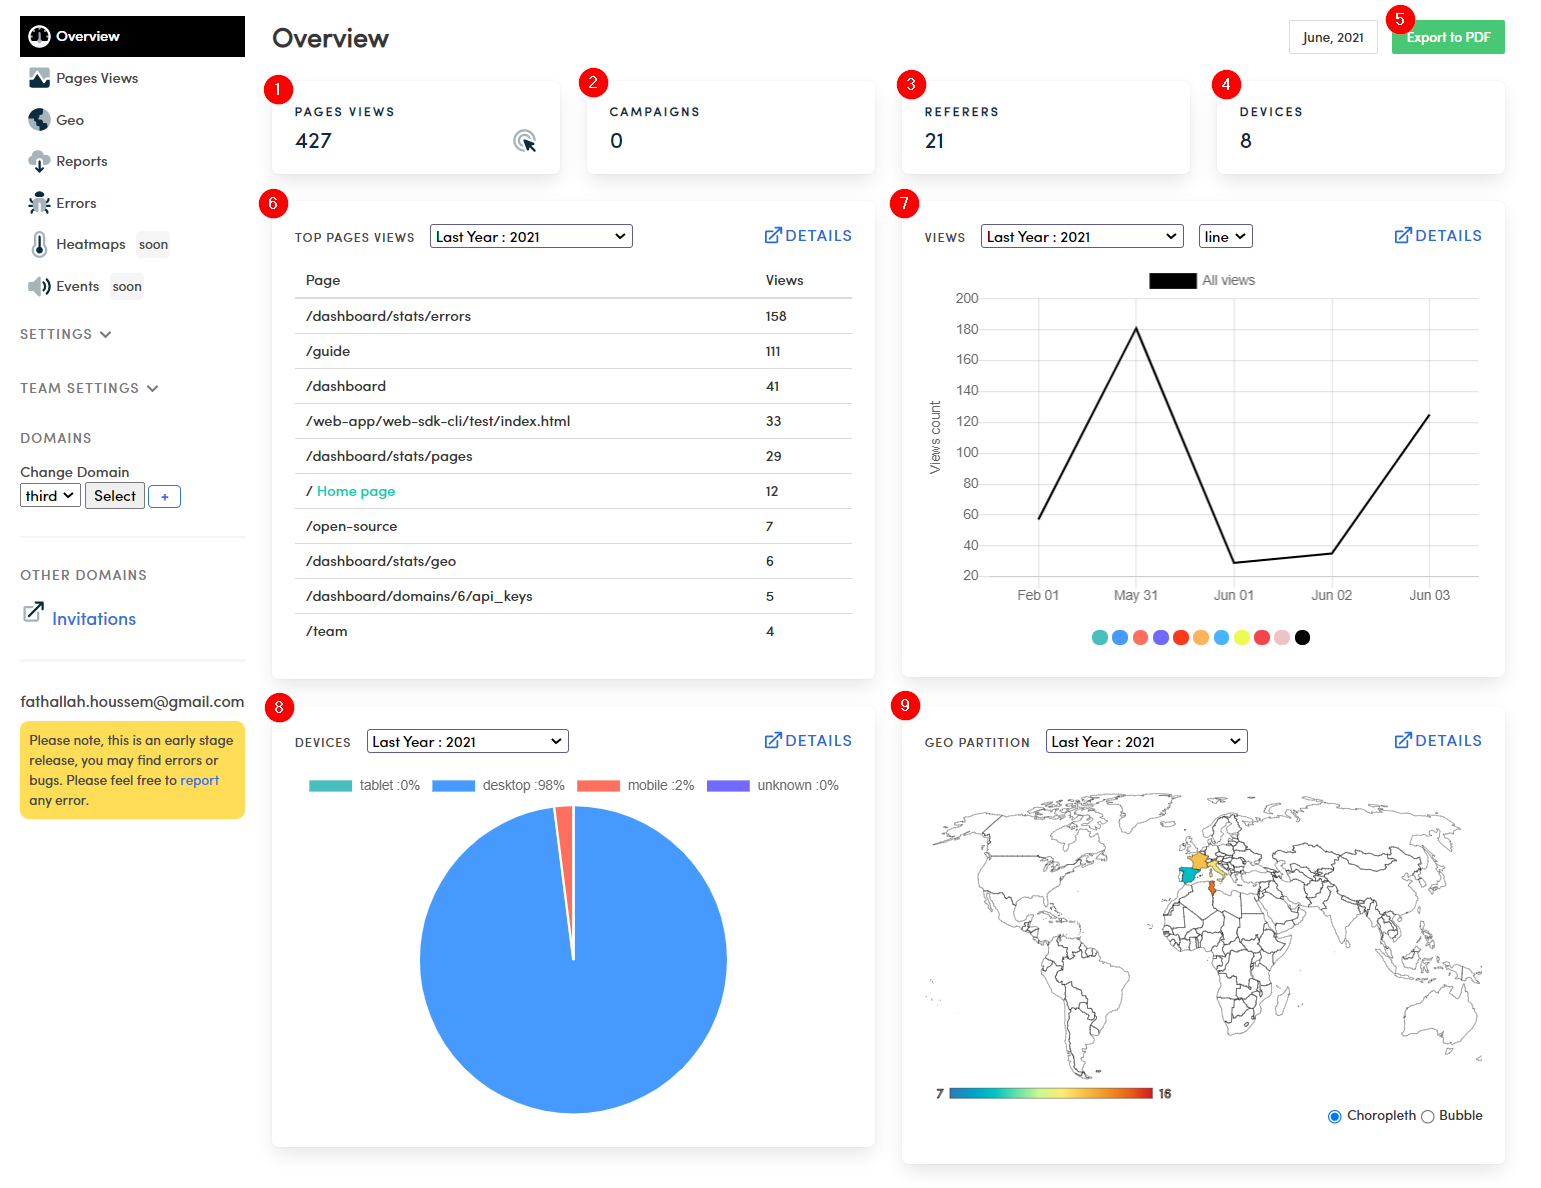 Overview
Pages Views
Geo
Reports
Errors
Heatmaps soon
Events soon
SETTINGS
TEAM SETTINGS
DOMAINS
Change Domain
third Select +
OTHER DOMAINS
Invitations
fathallah.houssem@gmail.com
Please note, this is an early stage
release, you may find errors or
bugs. Please feel free to report
any error.
Overview
June, 2021
5
Export to PDF
1
PAGES VIEWS
427
2
CAMPAIGNS
0
3
REFERERS
21
4
DEVICES
8
6
TOP PAGES VIEWS Last Year : 2021 DETAILS
Page Views
/dashboard/stats/errors 158
/guide 111
/dashboard 41
/web-app/web-sdk-cli/test/index.html 33
/dashboard/stats/pages 29
/ Home page 12
/open-source 7
/dashboard/stats/geo 6
/dashboard/domains/6/api_keys 5
/team 4
7
VIEWS Last Year : 2021 line DETAILS
All views
Views count
200
180
160
140
120
100
80
60
40
20
Feb 01 May 31 Jun 01 Jun 02 Jun 03
8
DEVICES Last Year : 2021 DETAILS
tablet :0% desktop :98% mobile :2% unknown :0%
9
GEO PARTITION Last Year : 2021 DETAILS
7 16
Choropleth Bubble